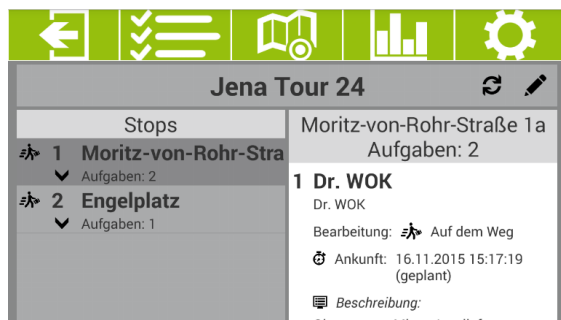 Jena Tour 24
Stops
1 Moritz-von-Rohr-Stra
Aufgaben: 2
2 Engelplatz
Aufgaben: 1
Moritz-von-Rohr-Straße 1a
Aufgaben: 2
1 Dr. WOK
Dr. WOK
Bearbeitung: Auf dem Weg
Ankunft: 16.11.2015 15:17:19
(geplant)
Beschreibung: